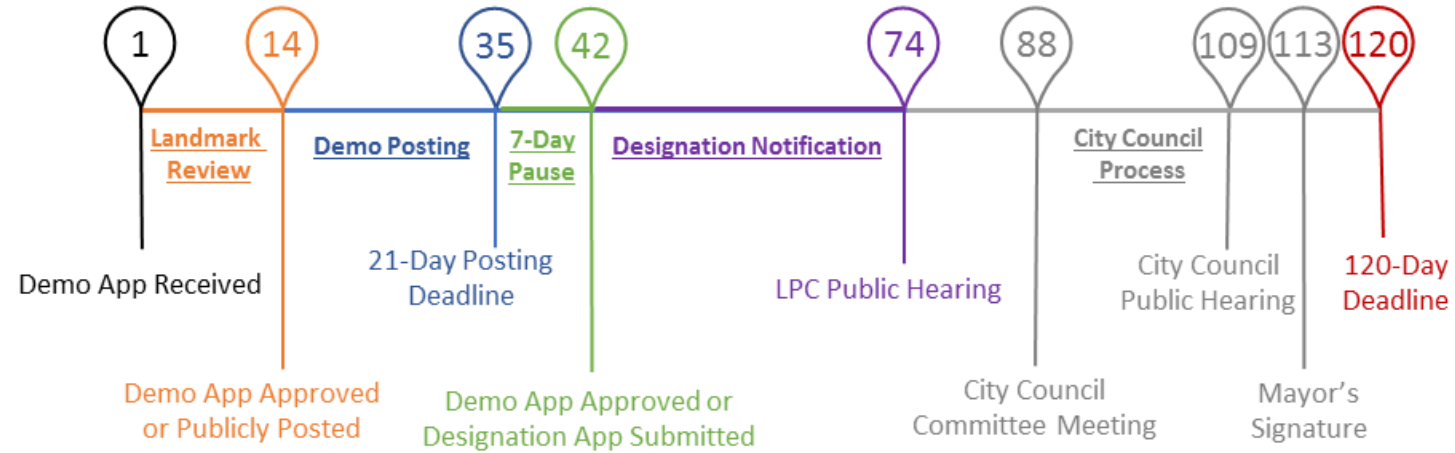 1
14
35
42
74
88
109
113
120
Landmark
Review
Demo Posting
7-Day
Pause
Designation Notification
City Council
Process
Demo App Received
21-Day Posting
Deadline
LPC Public Hearing
City Council
Public Hearing
120-Day
Deadline
Demo App Approved
or Publicly Posted
Demo App Approved or
Designation App Submitted
City Council
Committee Meeting
Mayor’s
Signature